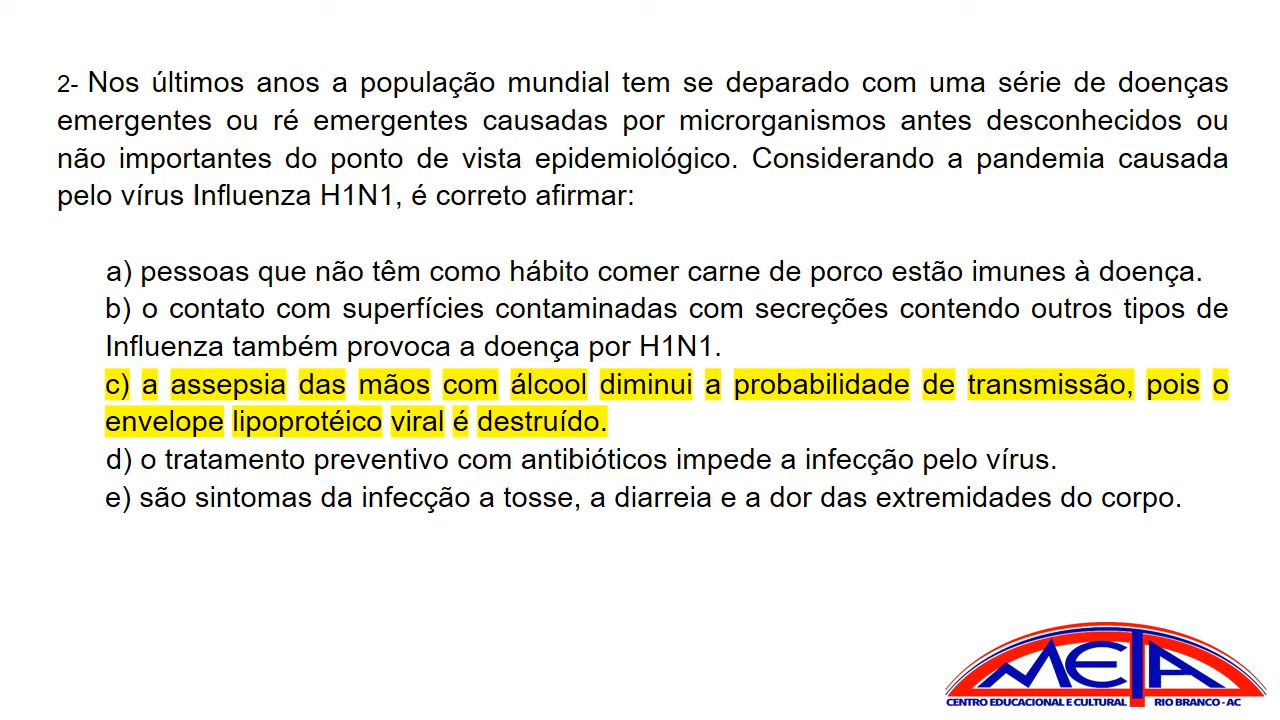 2- Nos últimos anos a população mundial tem se deparado com uma série de doenças
emergentes ou ré emergentes causadas por microrganismos antes desconhecidos ou
não importantes do ponto de vista epidemiológico. Considerando a pandemia causada
pelo vírus Influenza H1N1, é correto afirmar:
a) pessoas que não têm como hábito comer carne de porco estão imunes à doença.
b) o contato com superfícies contaminadas com secreções contendo outros tipos de
Influenza também provoca a doença por H1N1.
c) a assepsia das mãos com álcool diminui a probabilidade de transmissão, pois o
envelope lipoprotéico viral é destruído.
d) o tratamento preventivo com antibióticos impede a infecção pelo vírus.
e) são sintomas da infecção a tosse, a diarreia e a dor das extremidades do corpo.
META
CENTRO EDUCACIONAL E CULTURAL RIO BRANCO - AC